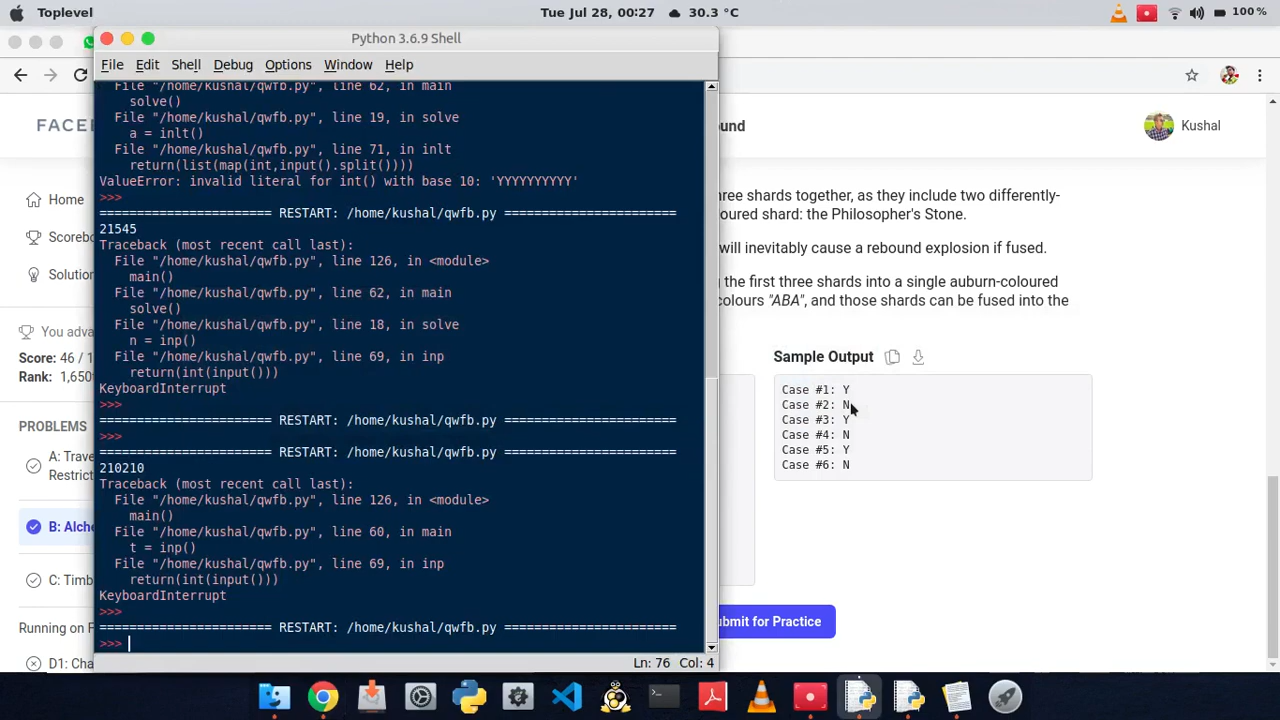 Toplevel
Tue Jul 28, 00:27
30.3 °C
100 %
Python 3.6.9 Shell
File Edit Shell Debug Options Window Help
File "/home/kushal/qwfb.py", line 62, in main
solve()
File "/home/kushal/qwfb.py", line 19, in solve
a = inlt()
File "/home/kushal/qwfb.py", line 71, in inlt
return(list(map(int,input().split())))
ValueError: invalid literal for int() with base 10: 'YYYYYYYYYY'
>>>
======================= RESTART: /home/kushal/qwfb.py =======================
21545
Traceback (most recent call last):
File "/home/kushal/qwfb.py", line 126, in <module>
main()
File "/home/kushal/qwfb.py", line 62, in main
solve()
File "/home/kushal/qwfb.py", line 18, in solve
n = inp()
File "/home/kushal/qwfb.py", line 69, in inp
return(int(input()))
KeyboardInterrupt
>>>
======================= RESTART: /home/kushal/qwfb.py =======================
>>>
======================= RESTART: /home/kushal/qwfb.py =======================
210210
Traceback (most recent call last):
File "/home/kushal/qwfb.py", line 126, in <module>
main()
File "/home/kushal/qwfb.py", line 60, in main
t = inp()
File "/home/kushal/qwfb.py", line 69, in inp
return(int(input()))
KeyboardInterrupt
>>>
======================= RESTART: /home/kushal/qwfb.py =======================
>>>
Ln: 76 Col: 4
FACE
Home
Scoreb
Solution
You adva
Score: 46 / 1
Rank: 1,650
PROBLEMS
A: Trave
Restric
B: Alche
C: Timb
Running on F
D1: Cha
ound
Kushal
hree shards together, as they include two differently-
oured shard: the Philosopher's Stone.
will inevitably cause a rebound explosion if fused.
g the first three shards into a single auburn-coloured
colours "ABA", and those shards can be fused into the
Sample Output
Case #1: Y
Case #2: N
Case #3: Y
Case #4: N
Case #5: Y
Case #6: N
ubmit for Practice